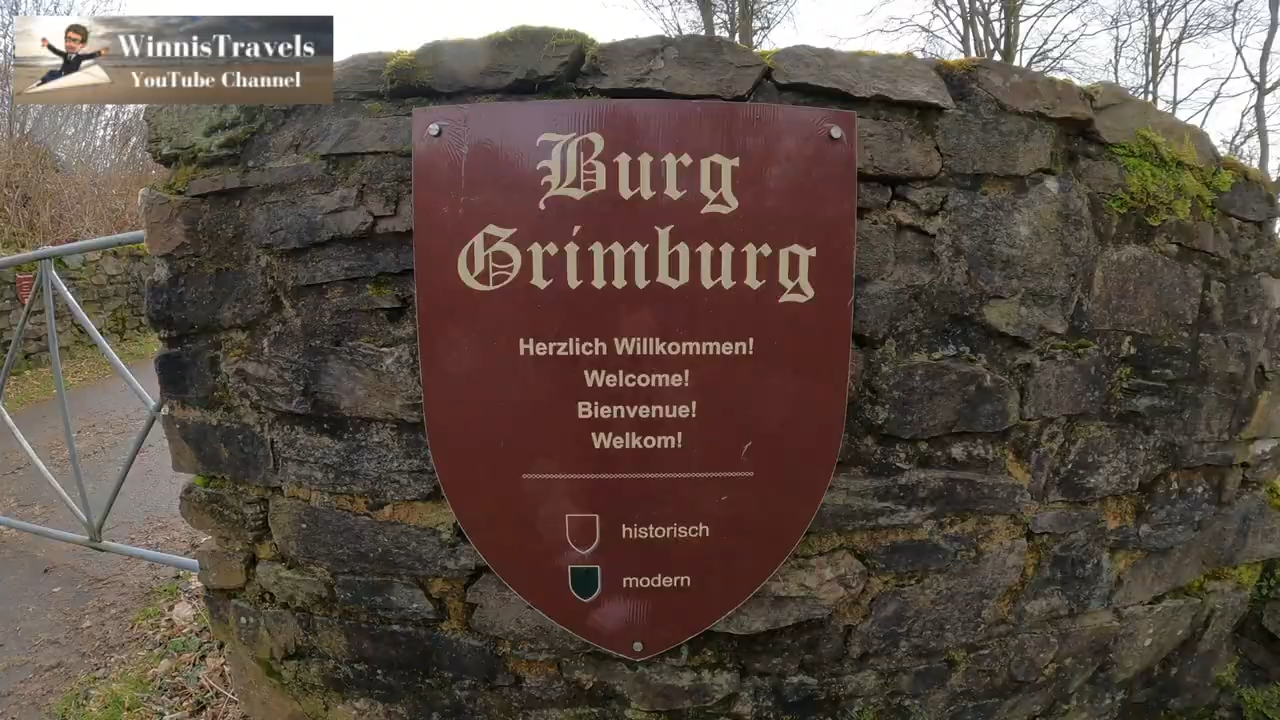 WinnisTravels
YouTube Channel
Burg
Grimburg
Herzlich Willkommen!
Welcome!
Bienvenue!
Welkom!
historisch
modern